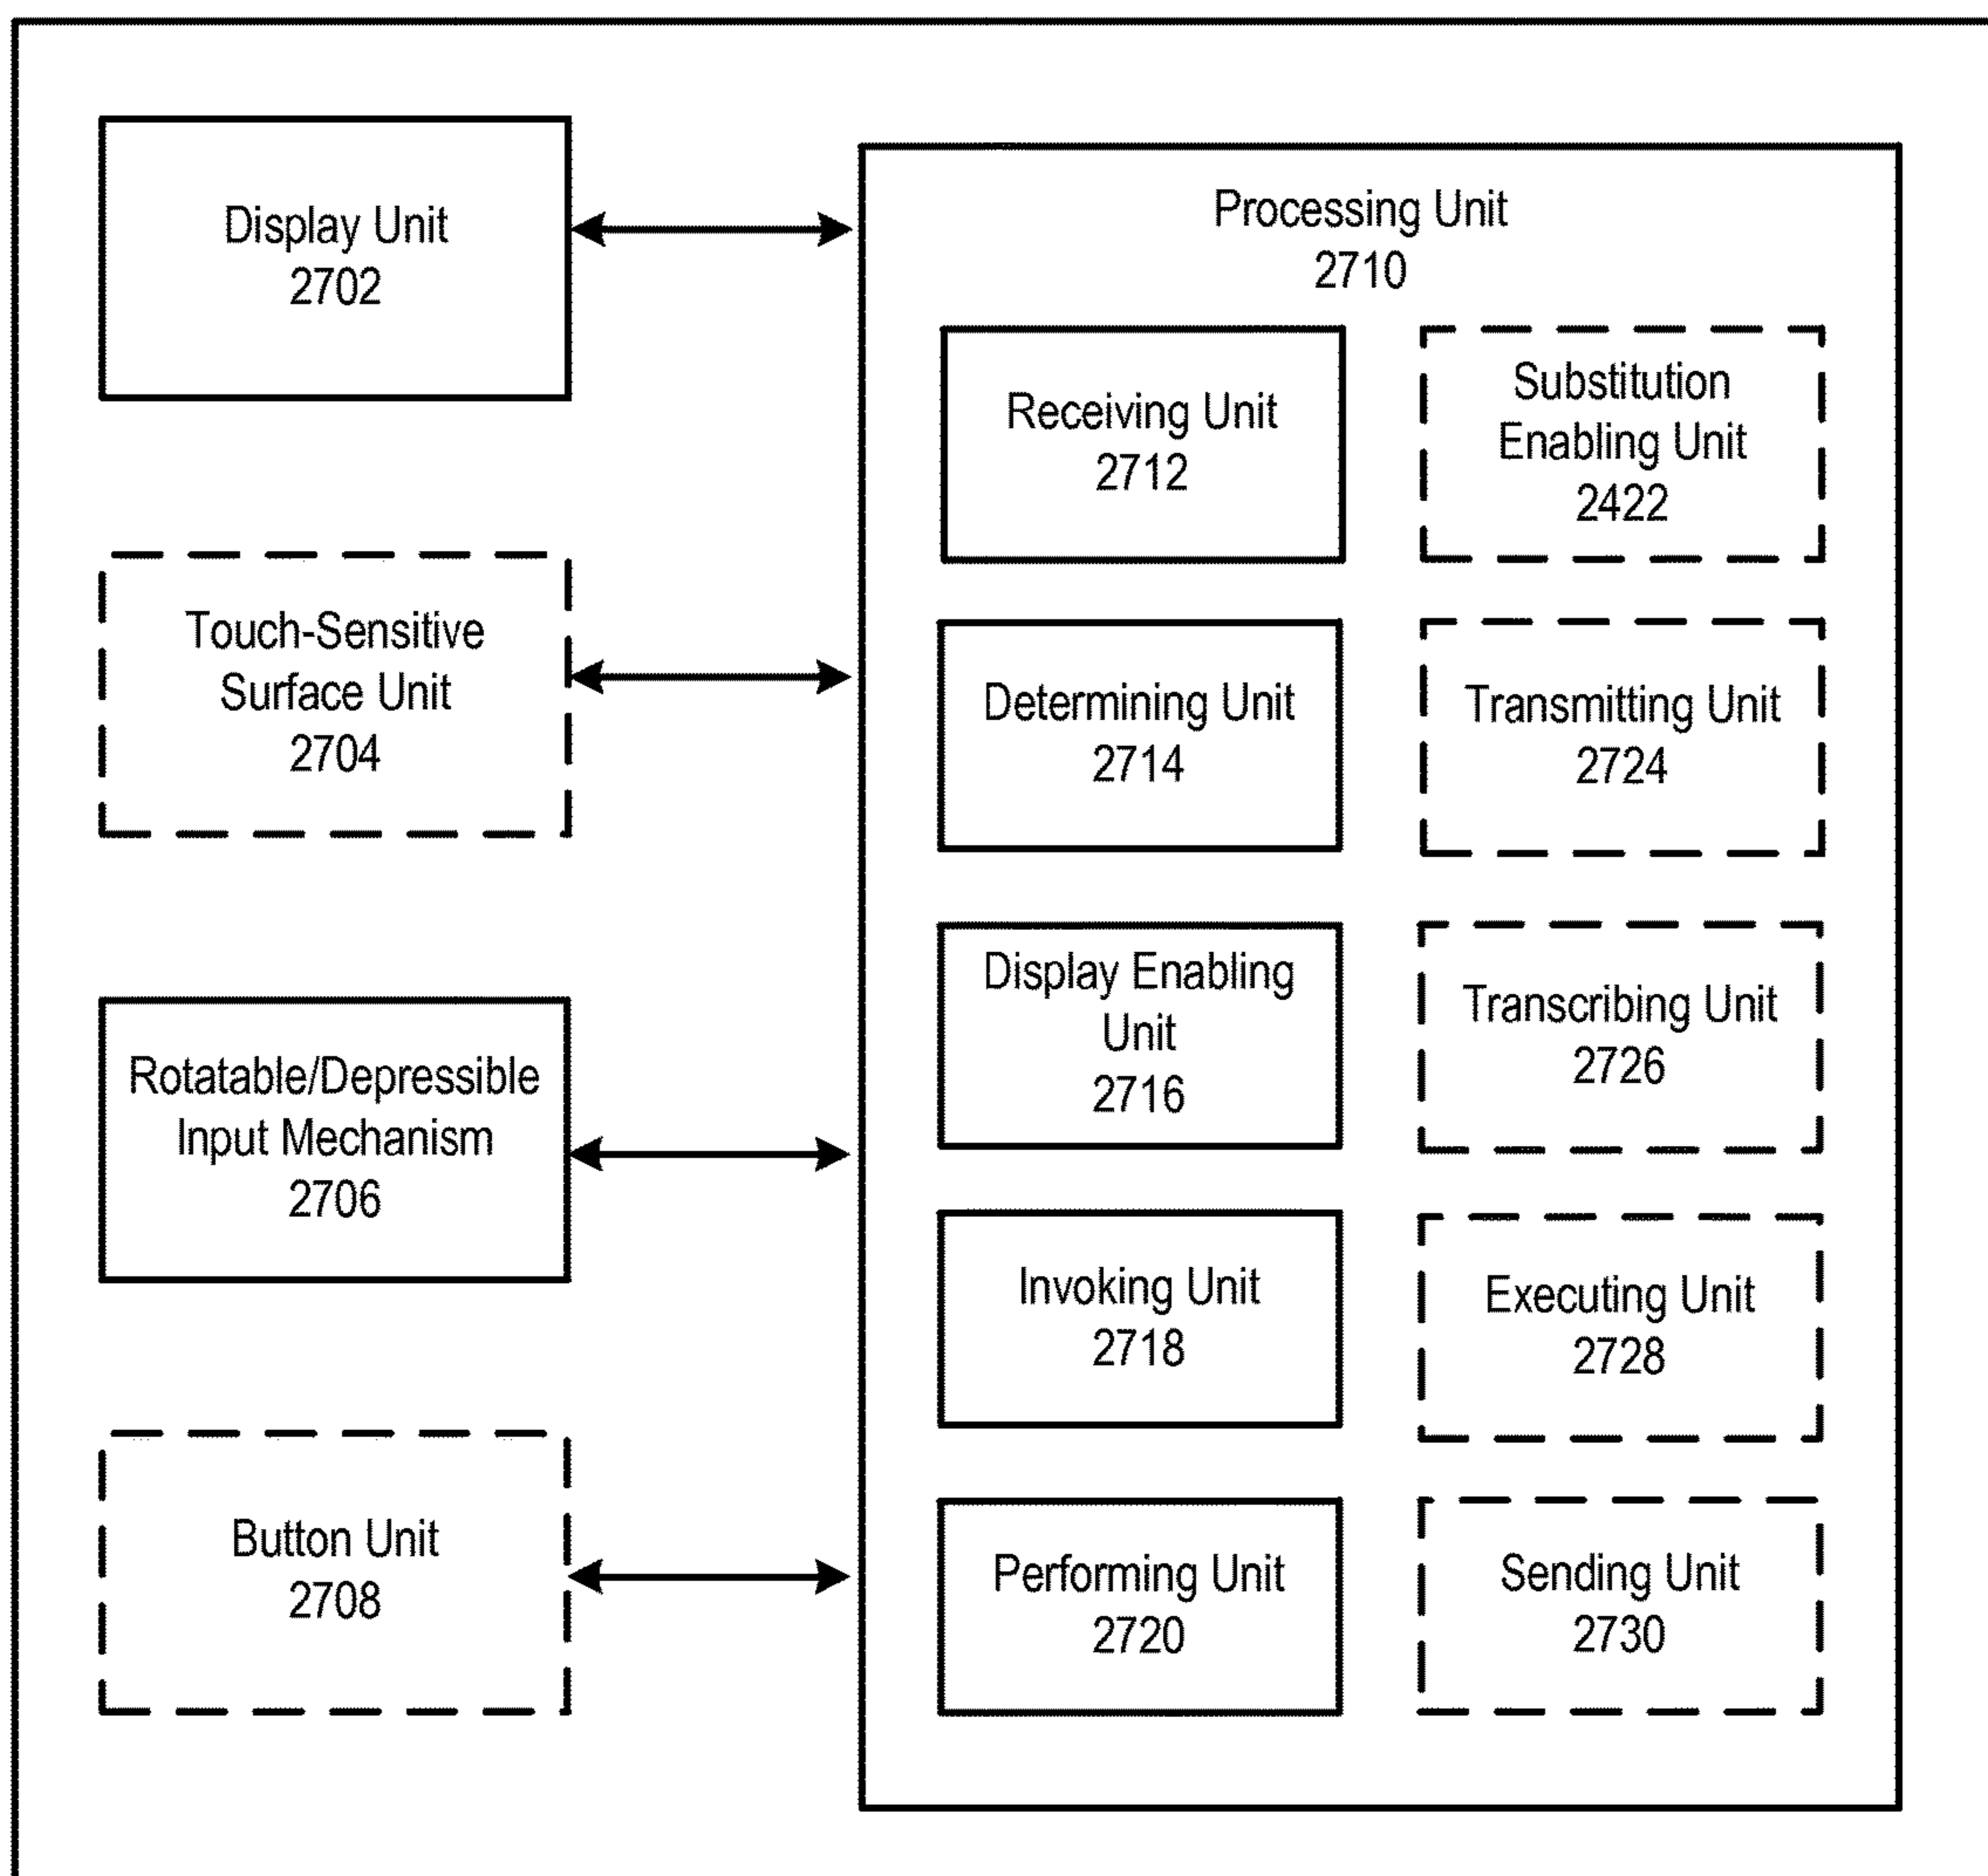 Display Unit
2702
Touch-Sensitive
Surface Unit
2704
Rotatable/Depressible
Input Mechanism
2706
Button Unit
2708
Processing Unit
2710
Receiving Unit
2712
Substitution
Enabling Unit
2422
Determining Unit
2714
Transmitting Unit
2724
Display Enabling
Unit
2716
Transcribing Unit
2726
Invoking Unit
2718
Executing Unit
2728
Performing Unit
2720
Sending Unit
2730